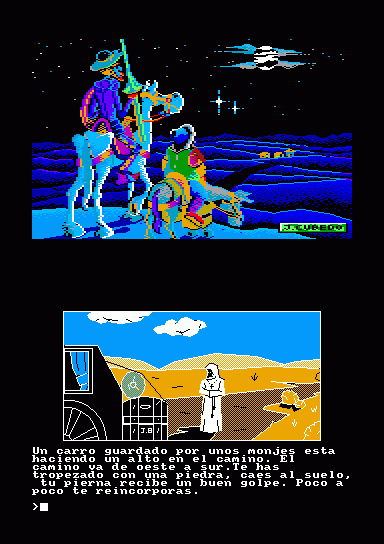 J.CUBEDO
J.B
Un carro guardado por unos monjes esta
haciendo un alto en el camino. El
camino va de oeste a sur.Te has
tropezado con una piedra, caes al suelo,
tu pierna recibe un buen golpe. Poco a
poco te reincorporas.
>